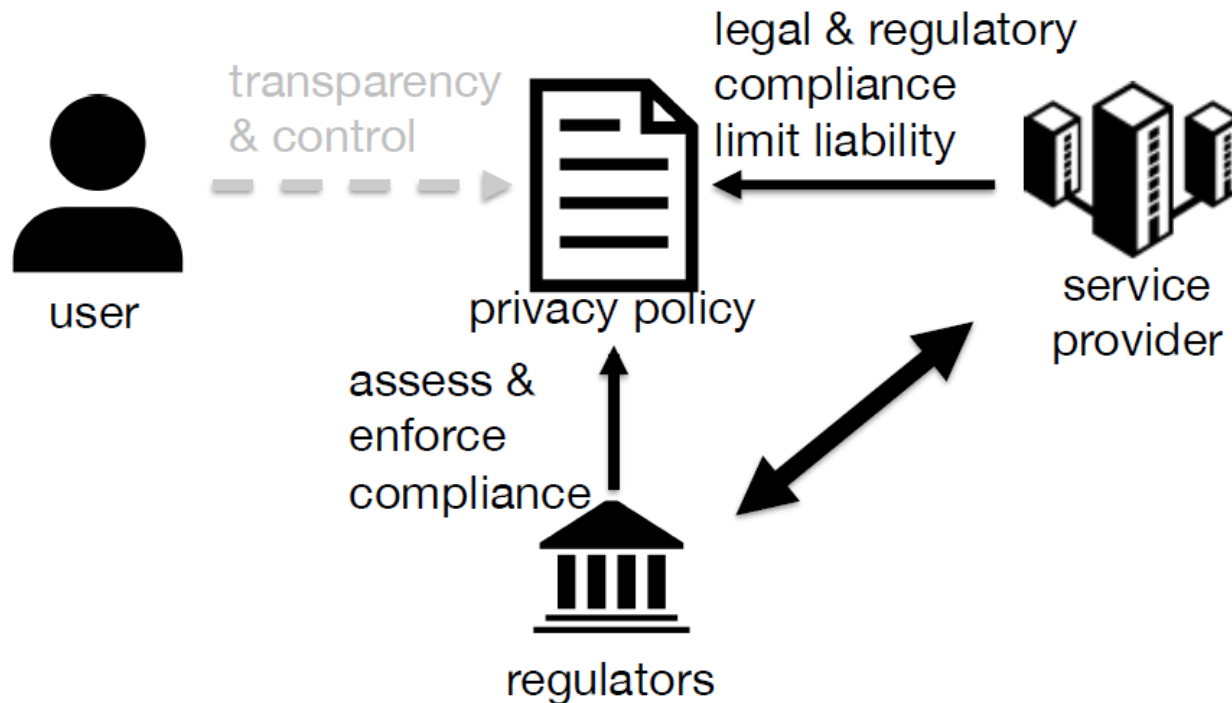 transparency
& control
legal & regulatory
compliance
limit liability
user
privacy policy
service
provider
assess &
enforce
compliance
regulators